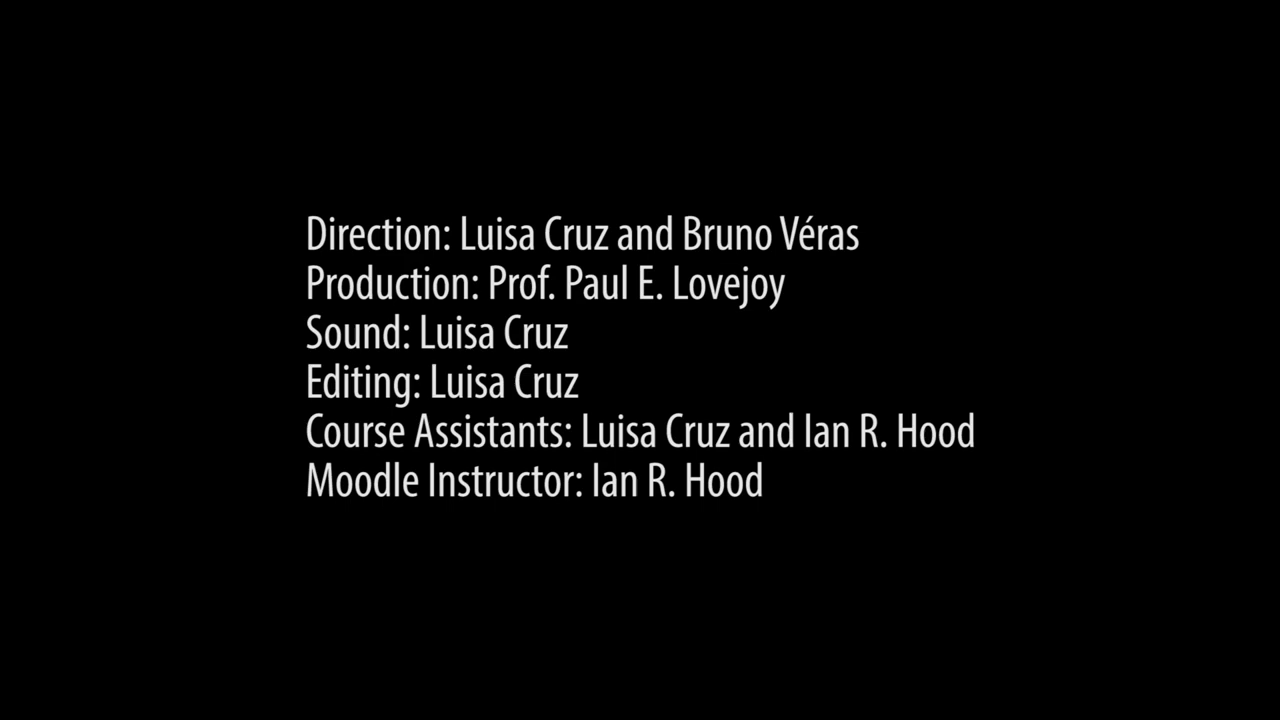 Direction: Luisa Cruz and Bruno Véras
Production: Prof. Paul E. Lovejoy
Sound: Luisa Cruz
Editing: Luisa Cruz
Course Assistants: Luisa Cruz and Ian R. Hood
Moodle Instructor: Ian R. Hood